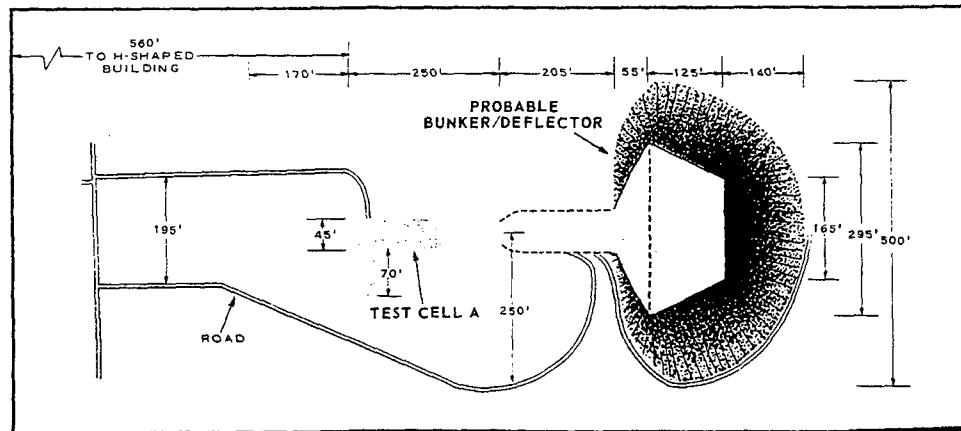 560'
TO H-SHAPED
BUILDING
170'
250'
205'
55'
125'
140'
PROBABLE
BUNKER/DEFLECTOR
195'
45'
70'
TEST CELL A
250'
ROAD
165'
295'
500'